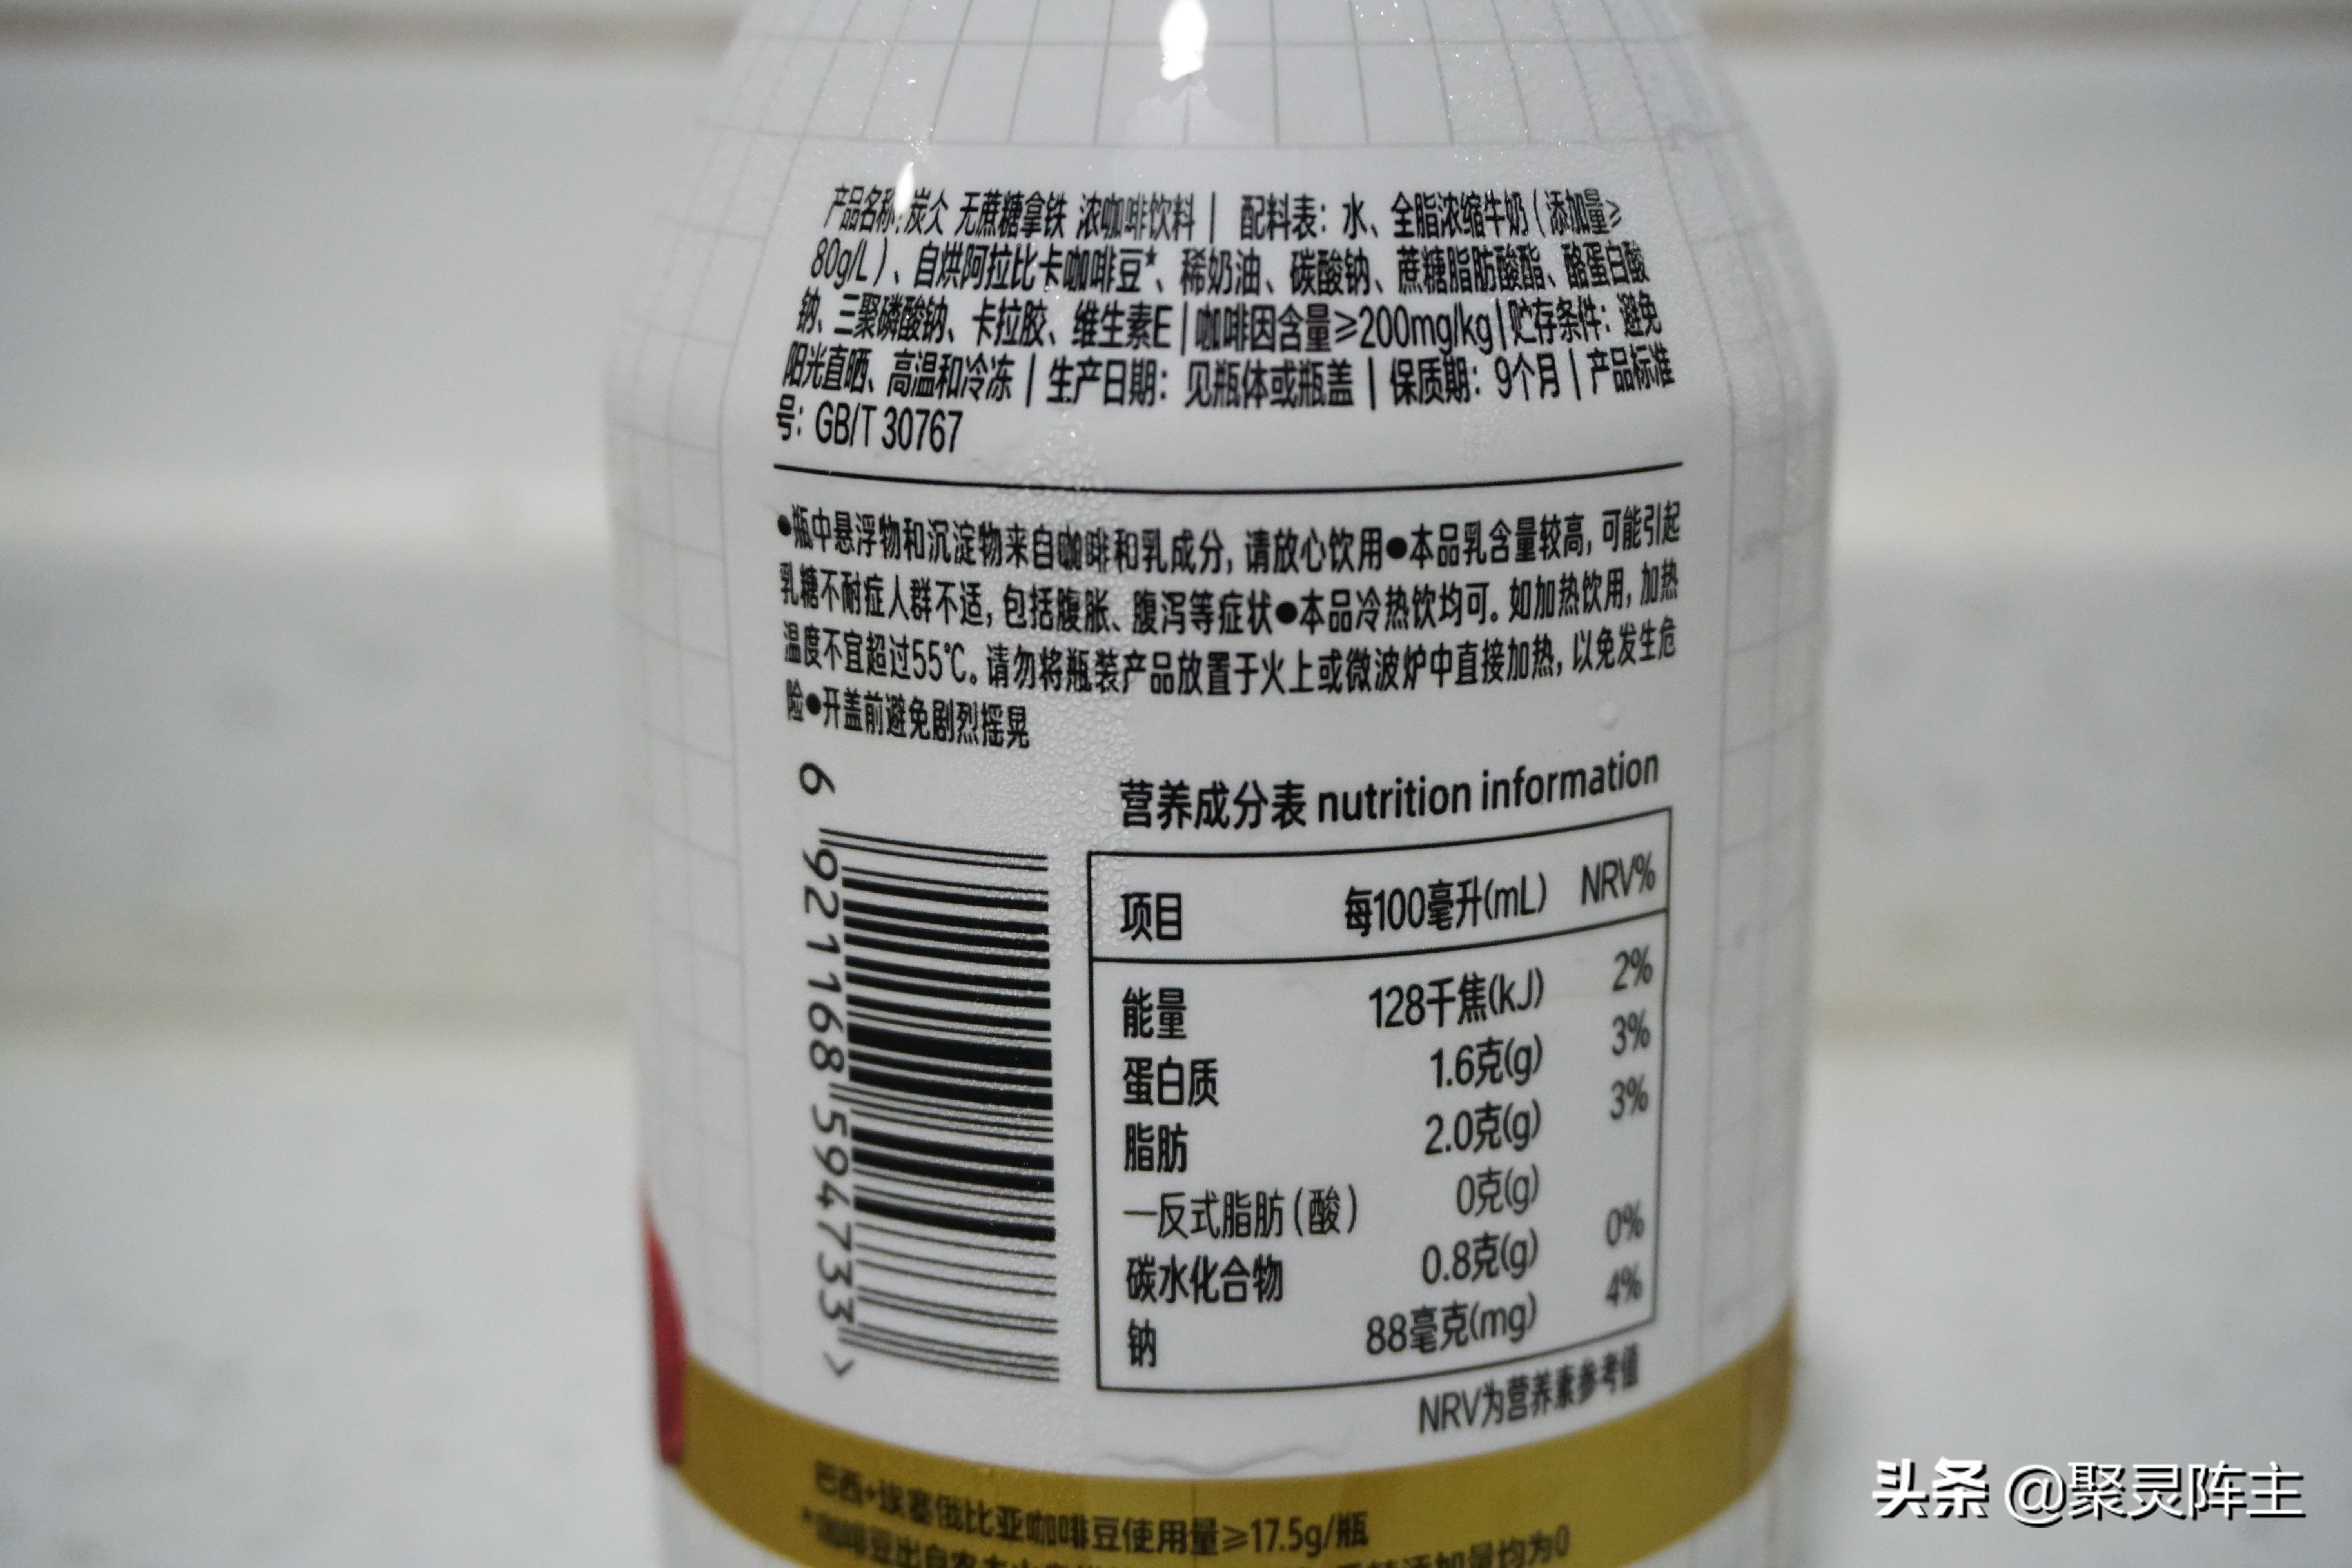 产品名称:炭仌 无蔗糖拿铁 浓咖啡饮料 | 配料表：水、全脂浓缩牛奶(添加量≥
80g/L)、自烘阿拉比卡咖啡豆*、稀奶油、碳酸钠、蔗糖脂肪酸酯、酪蛋白酸
钠、三聚磷酸钠、卡拉胶、维生素E|咖啡因含量≥200mg/kg|贮存条件：避免
阳光直晒、高温和冷冻 | 生产日期：见瓶体或瓶盖 | 保质期：9个月 | 产品标准
号：GB/T 30767
●瓶中悬浮物和沉淀物来自咖啡和乳成分,请放心饮用●本品乳含量较高,可能引起
乳糖不耐症人群不适,包括腹胀、腹泻等症状●本品冷热饮均可。如加热饮用,加热
温度不宜超过55℃。请勿将瓶装产品放置于火上或微波炉中直接加热,以免发生危
险●开盖前避免剧烈摇晃
6 921168 594733 >
营养成分表 nutrition information
项目 每100毫升(mL) NRV%
能量 128千焦(kJ) 2%
蛋白质 1.6克(g) 3%
脂肪 2.0克(g) 3%
—反式脂肪(酸) 0克(g)
碳水化合物 0.8克(g) 0%
钠 88毫克(mg) 4%
NRV为营养素参考值
巴西+埃塞俄比亚咖啡豆使用量≥17.5g/瓶
*咖啡豆出自农夫山泉 添加量均为0
头条 @聚灵阵主